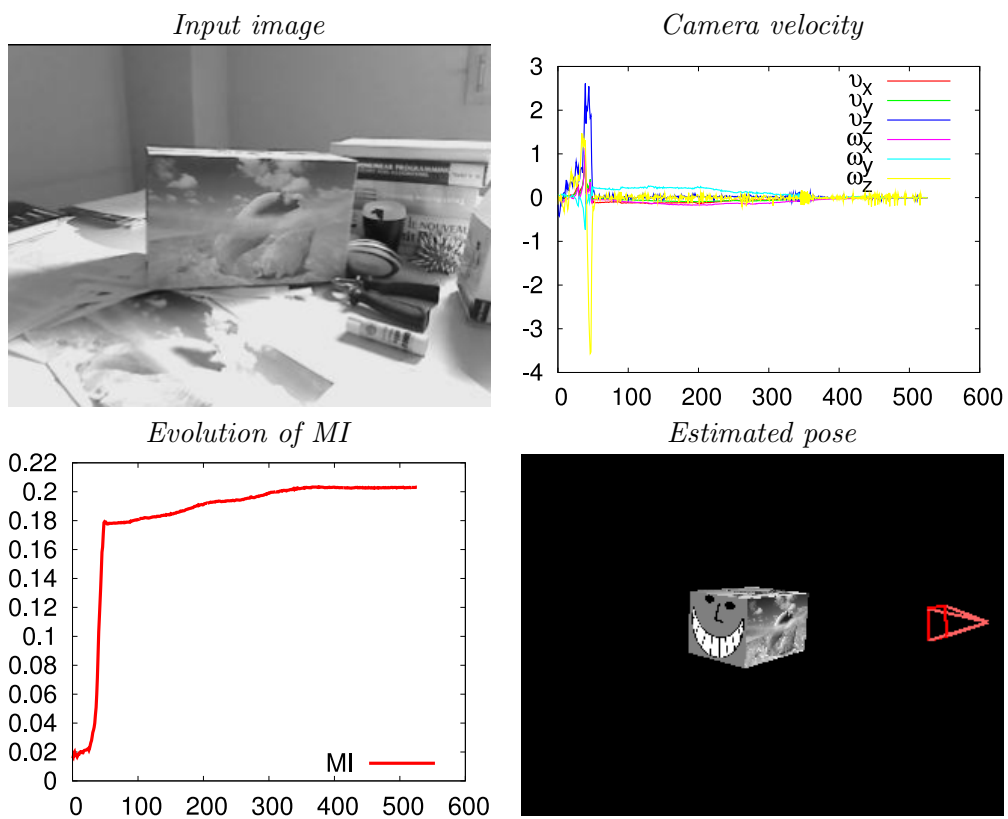 Input image
Camera velocity
NONLINEAR PROGRAMMING
NOUVEAU
3
2
1
0
-1
-2
-3
-4
0 100 200 300 400 500 600
υx
υy
υz
ωx
ωy
ωz
Evolution of MI
Estimated pose
0.22
0.2
0.18
0.16
0.14
0.12
0.1
0.08
0.06
0.04
0.02
0
0 100 200 300 400 500 600
MI